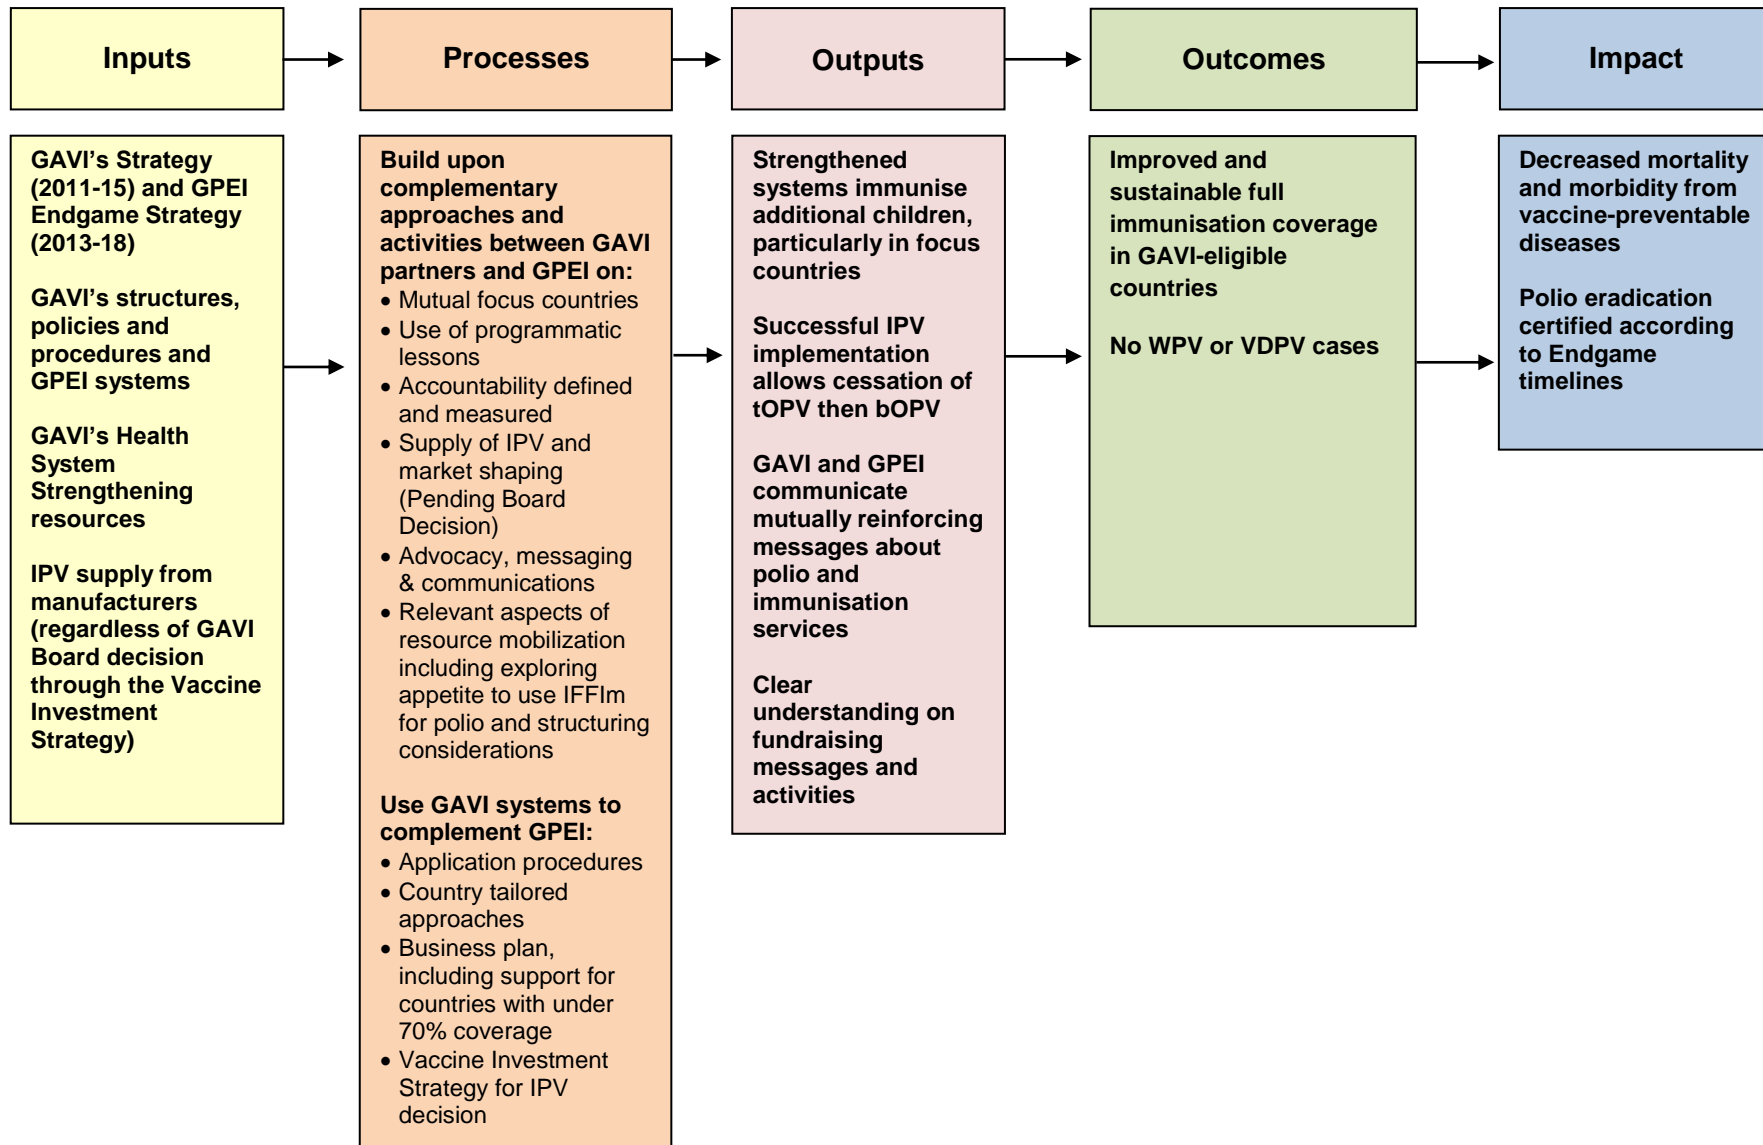 Inputs
Processes
Outputs
Outcomes
Impact
GAVI’s Strategy
(2011-15) and GPEI
Endgame Strategy
(2013-18)
GAVI’s structures,
policies and
procedures and
GPEI systems
GAVI’s Health
System
Strengthening
resources
IPV supply from
manufacturers
(regardless of GAVI
Board decision
through the Vaccine
Investment
Strategy)
Build upon
complementary
approaches and
activities between GAVI
partners and GPEI on:
• Mutual focus countries
• Use of programmatic
lessons
• Accountability defined
and measured
• Supply of IPV and
market shaping
(Pending Board
Decision)
• Advocacy, messaging
& communications
• Relevant aspects of
resource mobilization
including exploring
appetite to use IFFIm
for polio and structuring
considerations
Use GAVI systems to
complement GPEI:
• Application procedures
• Country tailored
approaches
• Business plan,
including support for
countries with under
70% coverage
• Vaccine Investment
Strategy for IPV
decision
Strengthened
systems immunise
additional children,
particularly in focus
countries
Successful IPV
implementation
allows cessation of
tOPV then bOPV
GAVI and GPEI
communicate
mutually reinforcing
messages about
polio and
immunisation
services
Clear
understanding on
fundraising
messages and
activities
Improved and
sustainable full
immunisation coverage
in GAVI-eligible
countries
No WPV or VDPV cases
Decreased mortality
and morbidity from
vaccine-preventable
diseases
Polio eradication
certified according
to Endgame
timelines